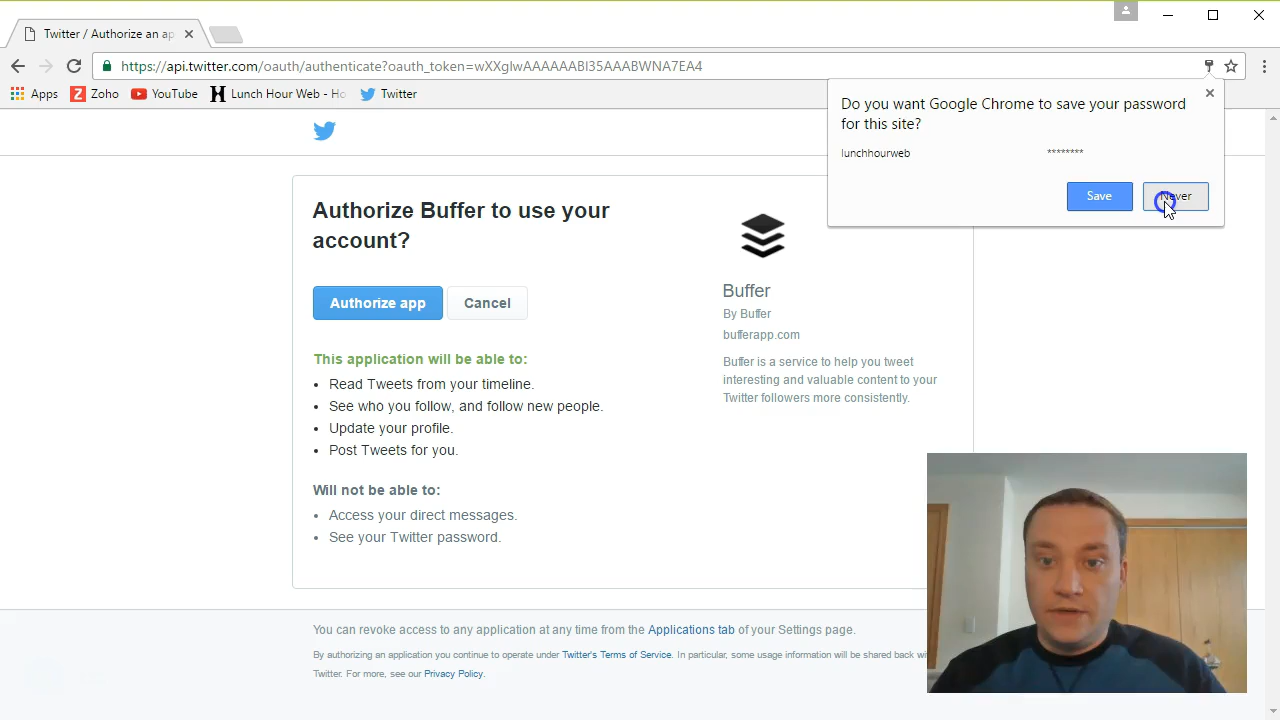 Twitter / Authorize an ap
https://api.twitter.com/oauth/authenticate?oauth_token=wXXglwAAAAAABI35AAABWNA7EA4
Apps Zoho YouTube Lunch Hour Web - Ho Twitter
Do you want Google Chrome to save your password
for this site?
lunchhourweb ********
Save Never
Authorize Buffer to use your
account?
Authorize app Cancel
This application will be able to:
• Read Tweets from your timeline.
• See who you follow, and follow new people.
• Update your profile.
• Post Tweets for you.
Will not be able to:
• Access your direct messages.
• See your Twitter password.
Buffer
By Buffer
bufferapp.com
Buffer is a service to help you tweet
interesting and valuable content to your
Twitter followers more consistently.
You can revoke access to any application at any time from the Applications tab of your Settings page.
By authorizing an application you continue to operate under Twitter's Terms of Service. In particular, some usage information will be shared back wi
Twitter. For more, see our Privacy Policy.